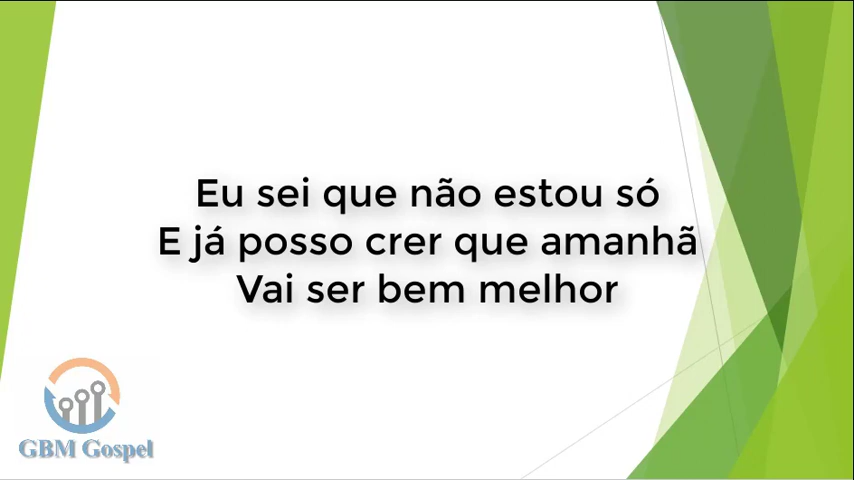 Eu sei que não estou só
E já posso crer que amanhã
Vai ser bem melhor
GBM Gospel